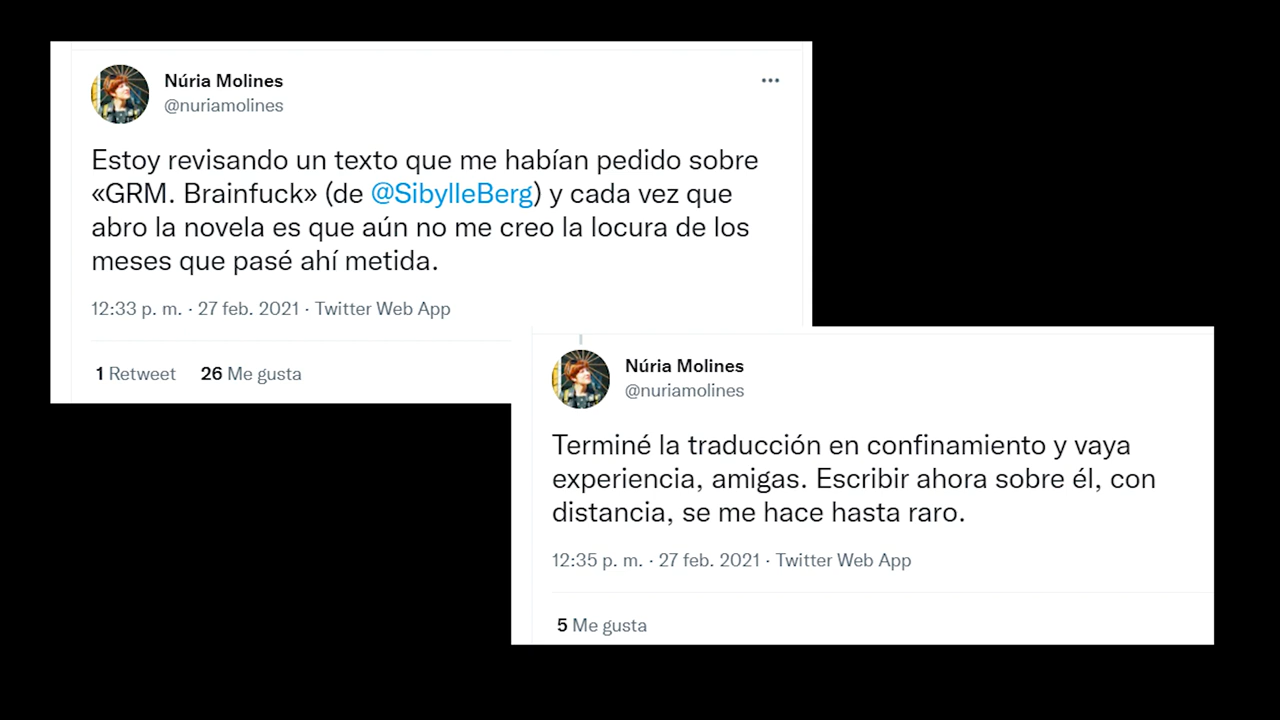 Núria Molines
@nuriamolines
Estoy revisando un texto que me habían pedido sobre
«GRM. Brainfuck» (de @SibylleBerg) y cada vez que
abro la novela es que aún no me creo la locura de los
meses que pasé ahí metida.
12:33 p. m. · 27 feb. 2021 · Twitter Web App
1 Retweet 26 Me gusta
Núria Molines
@nuriamolines
Terminé la traducción en confinamiento y vaya
experiencia, amigas. Escribir ahora sobre él, con
distancia, se me hace hasta raro.
12:35 p. m. · 27 feb. 2021 · Twitter Web App
5 Me gusta